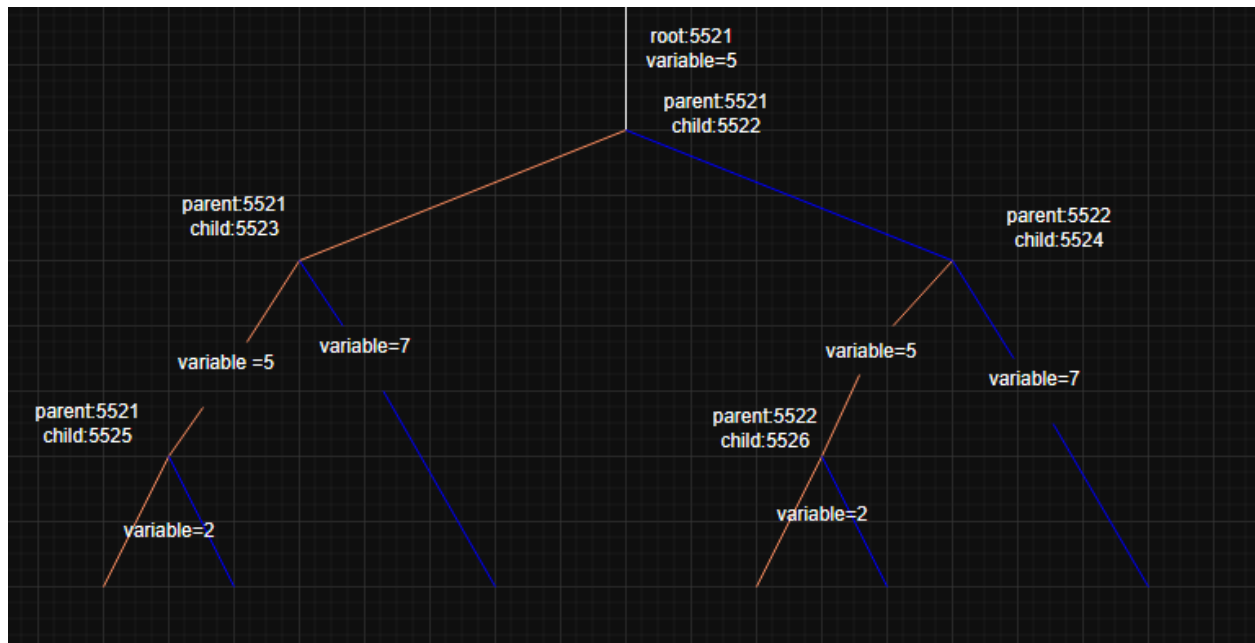 root:5521
variable=5
parent:5521
child:5522
parent:5521
child:5523
parent:5522
child:5524
variable =5
variable=7
variable=5
variable=7
parent:5521
child:5525
parent:5522
child:5526
variable=2
variable=2